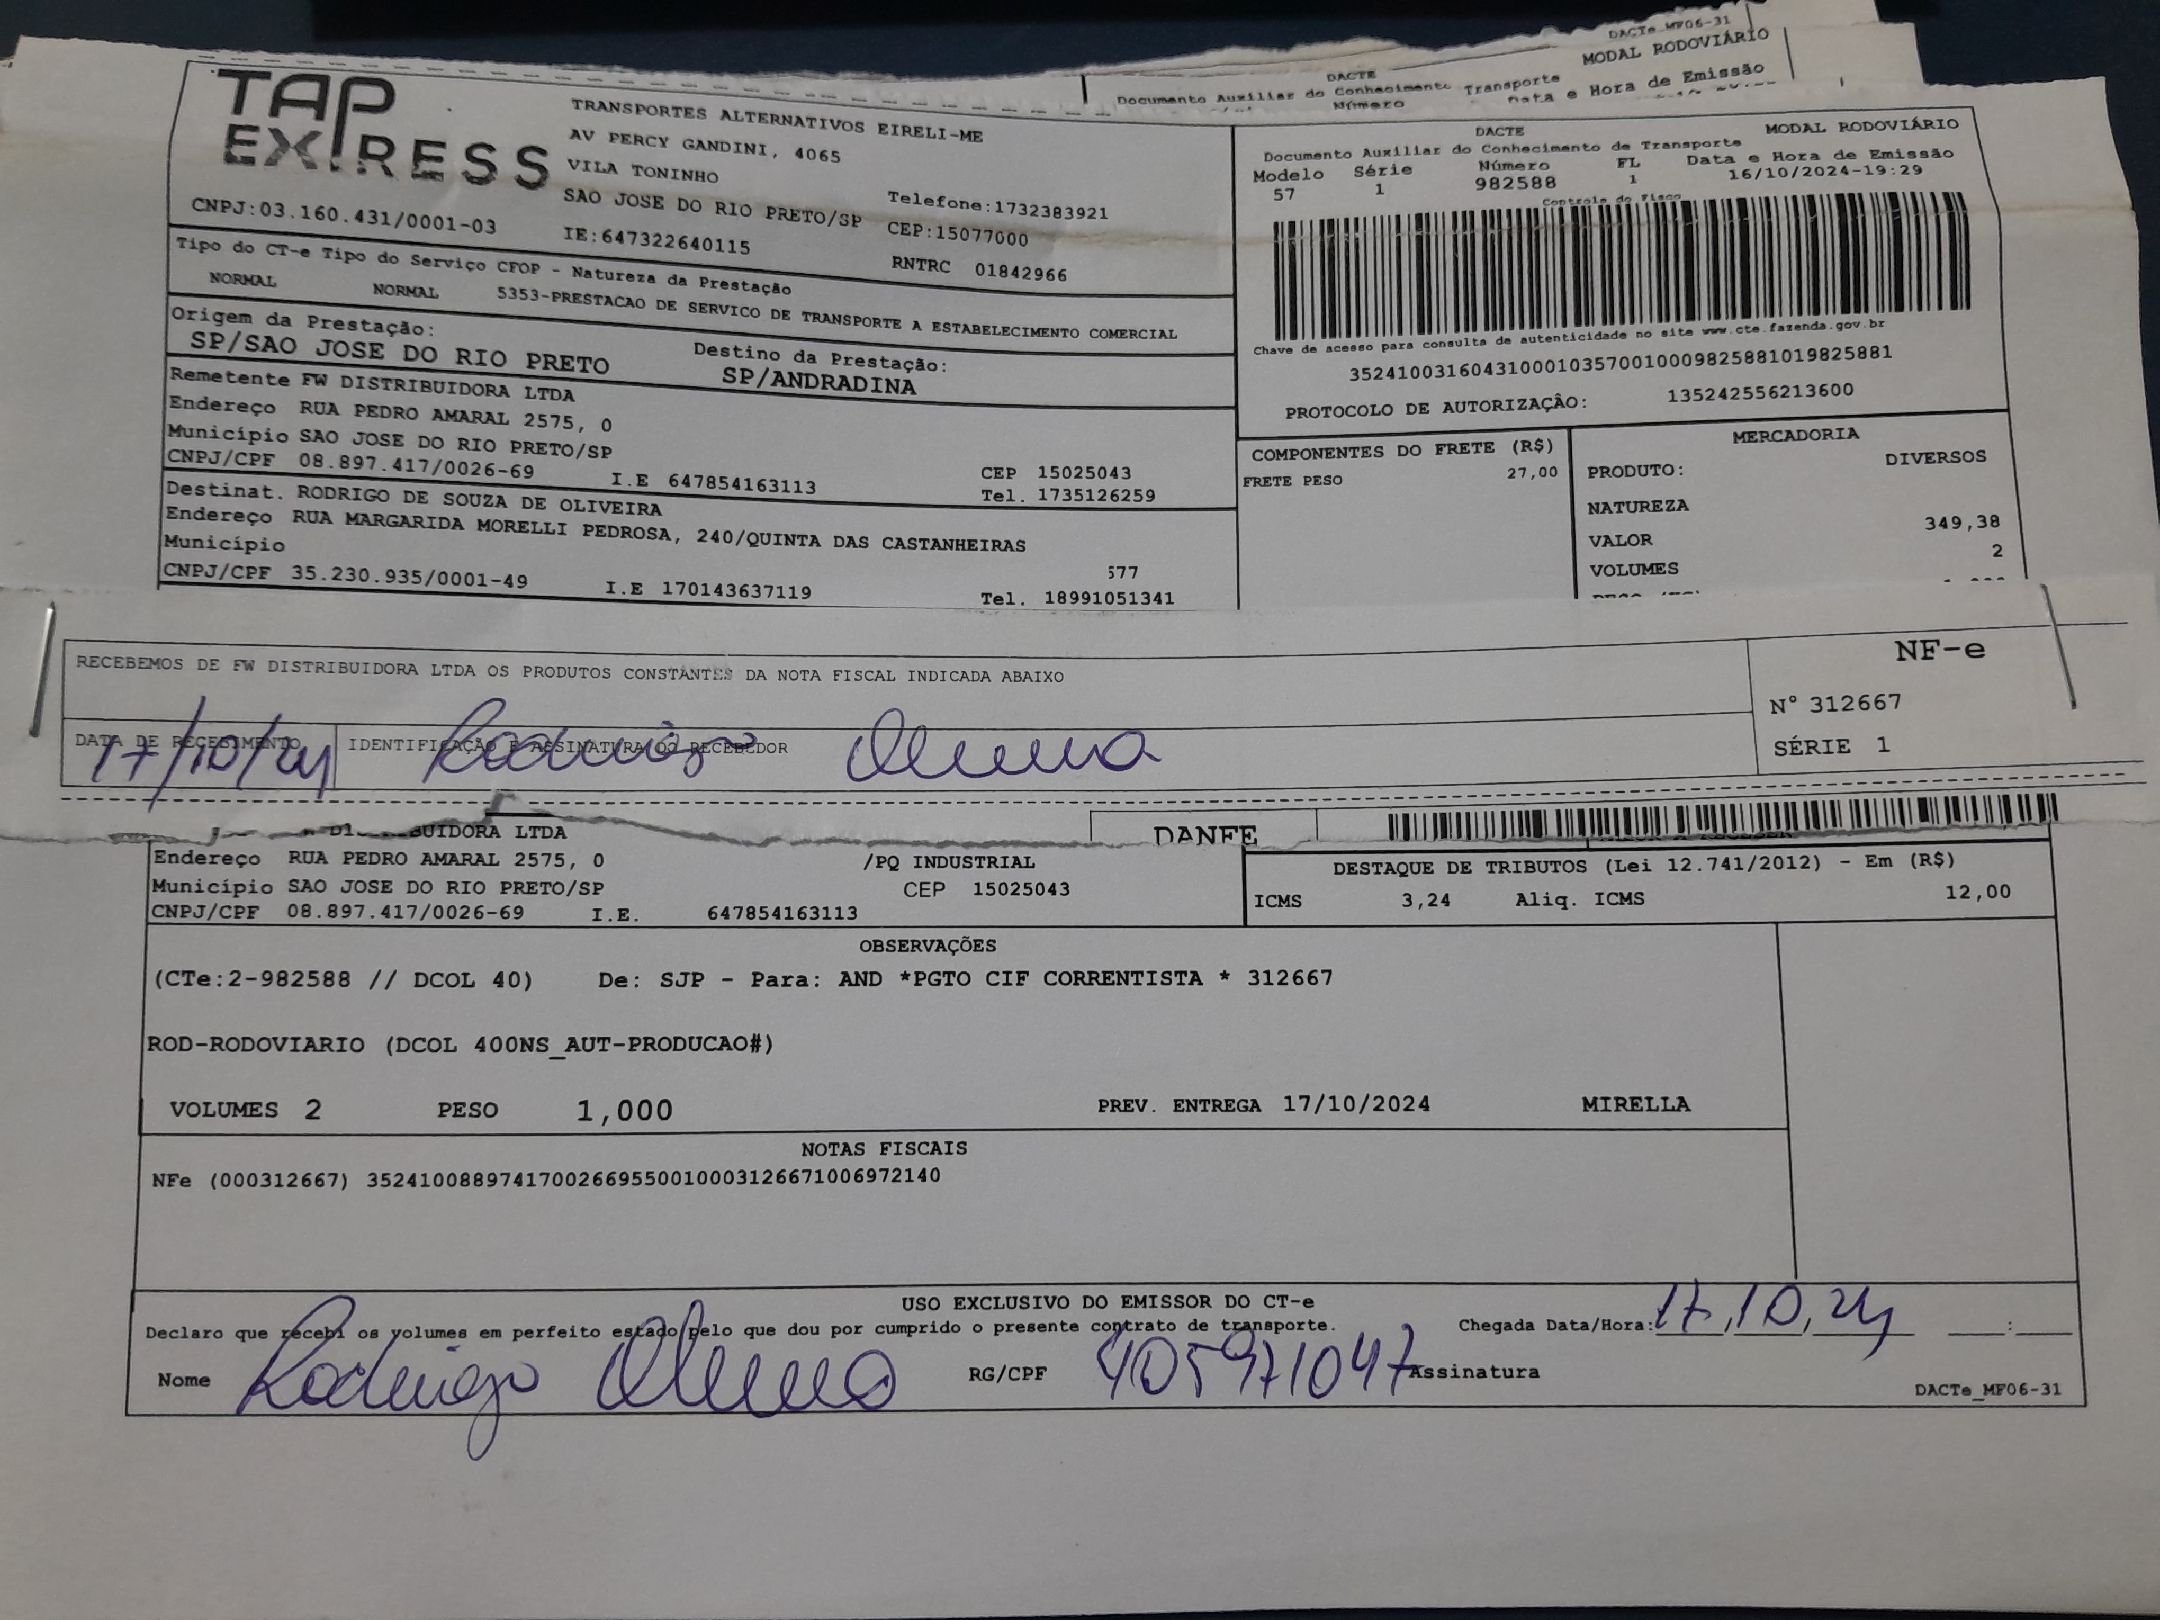 DACTe_MF06-31
MODAL RODOVIÁRIO
DACTE
Documento Auxiliar do Conhecimento Transporte
Número
Data e Hora de Emissão
TAP EXPRESS
TRANSPORTES ALTERNATIVOS EIRELI-ME
AV PERCY GANDINI, 4065
VILA TONINHO
SAO JOSE DO RIO PRETO/SP
Telefone:1732383921
CNPJ:03.160.431/0001-03
IE:647322640115
CEP:15077000
RNTRC 01842966
DACTE
MODAL RODOVIÁRIO
Documento Auxiliar do Conhecimento de Transporte
Modelo Série Número FL Data e Hora de Emissão
57 1 982588 1 16/10/2024-19:29
Controle do Fisco
Chave de acesso para consulta de autenticidade no site www.cte.fazenda.gov.br
35241003160431000103570010009825881019825881
PROTOCOLO DE AUTORIZAÇÃO: 135242556213600
Tipo do CT-e Tipo do Serviço CFOP - Natureza da Prestação
NORMAL NORMAL 5353-PRESTACAO DE SERVICO DE TRANSPORTE A ESTABELECIMENTO COMERCIAL
Origem da Prestação: Destino da Prestação:
SP/SAO JOSE DO RIO PRETO SP/ANDRADINA
Remetente FW DISTRIBUIDORA LTDA
Endereço RUA PEDRO AMARAL 2575, 0
Município SAO JOSE DO RIO PRETO/SP CEP 15025043
CNPJ/CPF 08.897.417/0026-69 I.E 647854163113 Tel. 1735126259
Destinat. RODRIGO DE SOUZA DE OLIVEIRA
Endereço RUA MARGARIDA MORELLI PEDROSA, 240/QUINTA DAS CASTANHEIRAS
Município 577
CNPJ/CPF 35.230.935/0001-49 I.E 170143637119 Tel. 18991051341
COMPONENTES DO FRETE (R$)
FRETE PESO 27,00
MERCADORIA
PRODUTO: DIVERSOS
NATUREZA
VALOR 349,38
VOLUMES 2
RECEBEMOS DE FW DISTRIBUIDORA LTDA OS PRODUTOS CONSTANTES DA NOTA FISCAL INDICADA ABAIXO
NF-e
Nº 312667
SÉRIE 1
DATA DE RECEBIMENTO IDENTIFICAÇÃO E ASSINATURA DO RECEBEDOR
17/10/24 Rodrigo Oliveira
BUIDORA LTDA
DANFE
Endereço RUA PEDRO AMARAL 2575, 0 /PQ INDUSTRIAL
Município SAO JOSE DO RIO PRETO/SP CEP 15025043
CNPJ/CPF 08.897.417/0026-69 I.E. 647854163113
DESTAQUE DE TRIBUTOS (Lei 12.741/2012) - Em (R$)
ICMS 3,24 Aliq. ICMS 12,00
OBSERVAÇÕES
(CTe:2-982588 // DCOL 40) De: SJP - Para: AND *PGTO CIF CORRENTISTA * 312667
ROD-RODOVIARIO (DCOL 400NS_AUT-PRODUCAO#)
VOLUMES 2 PESO 1,000 PREV. ENTREGA 17/10/2024 MIRELLA
NOTAS FISCAIS
NFe (000312667) 35241008897417002669550010003126671006972140
USO EXCLUSIVO DO EMISSOR DO CT-e
Declaro que recebi os volumes em perfeito estado pelo que dou por cumprido o presente contrato de transporte. Chegada Data/Hora: 17,10,24 :
Nome Rodrigo Oliveira RG/CPF 405971047 Assinatura
DACTe_MF06-31